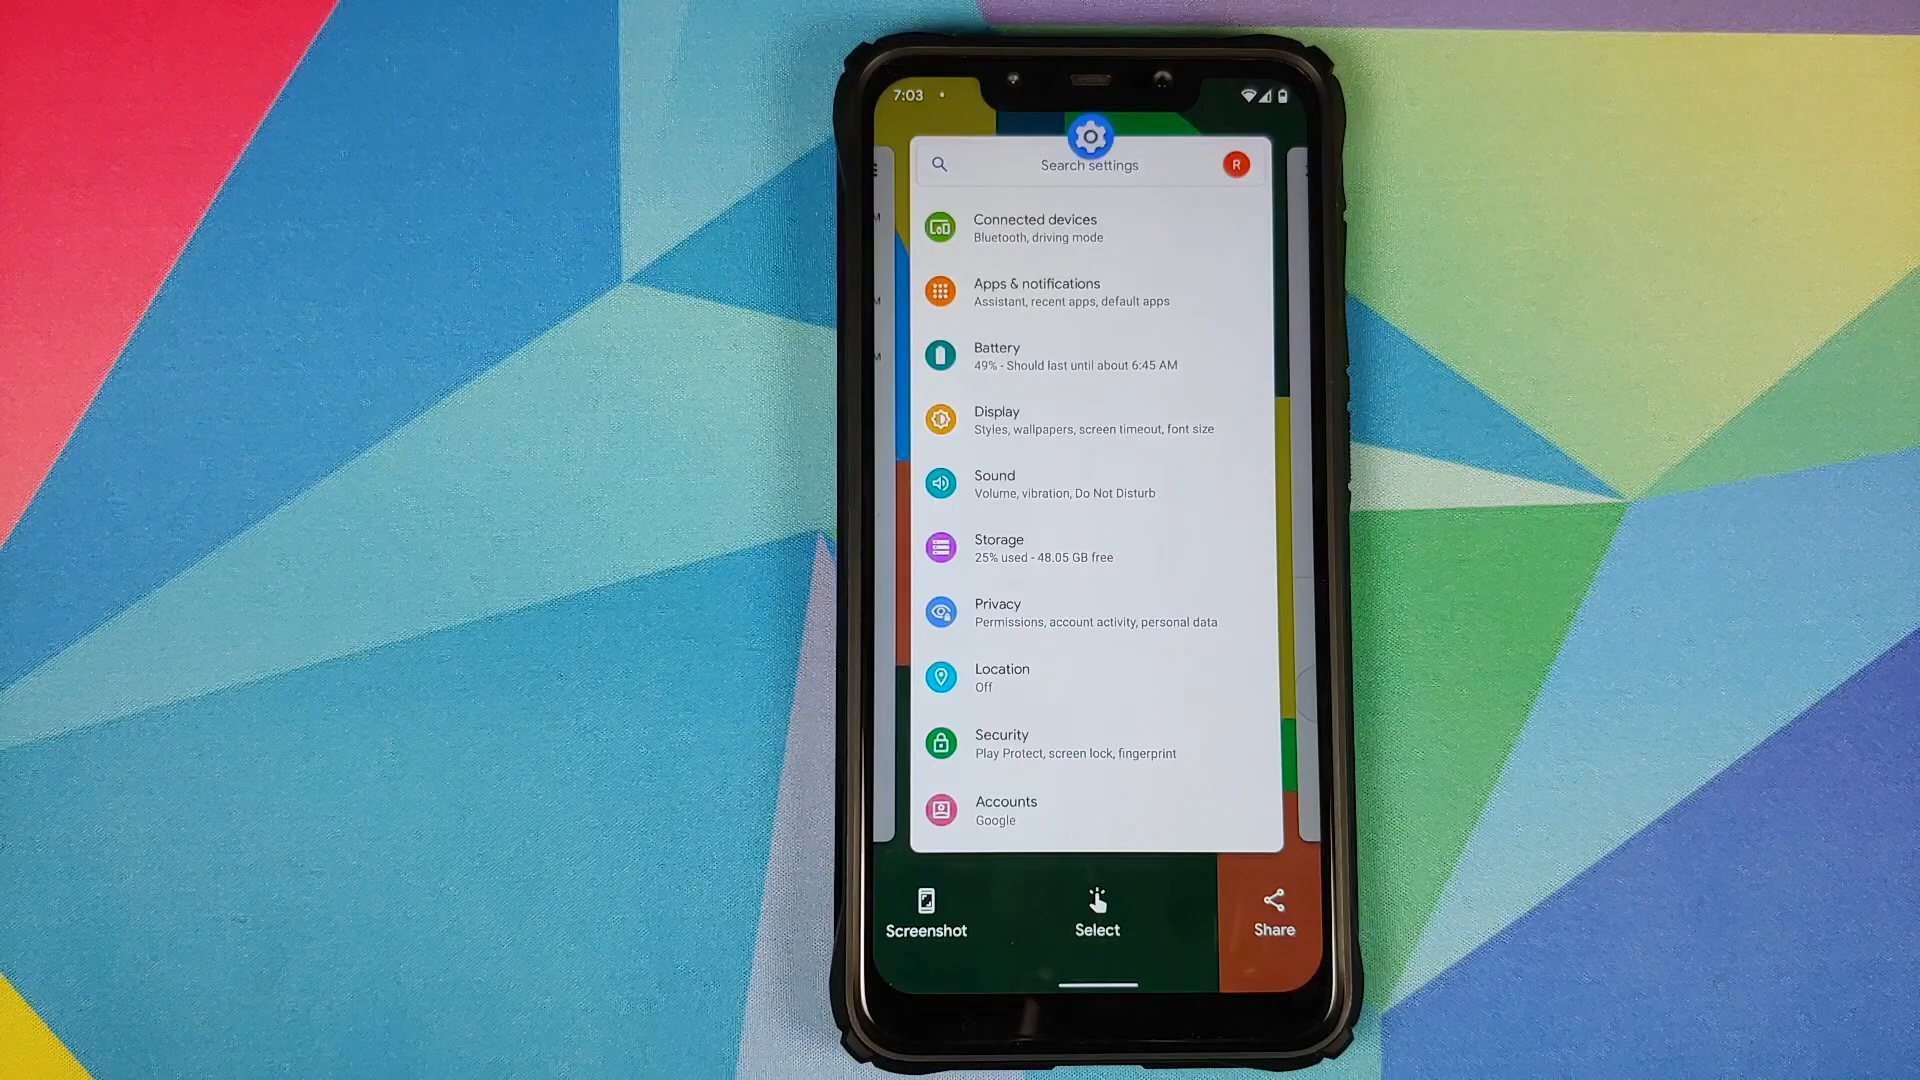 7:03
Search settings
R
Connected devices
Bluetooth, driving mode
Apps & notifications
Assistant, recent apps, default apps
Battery
49% - Should last until about 6:45 AM
Display
Styles, wallpapers, screen timeout, font size
Sound
Volume, vibration, Do Not Disturb
Storage
25% used - 48.05 GB free
Privacy
Permissions, account activity, personal data
Location
Off
Security
Play Protect, screen lock, fingerprint
Accounts
Google
Screenshot
Select
Share